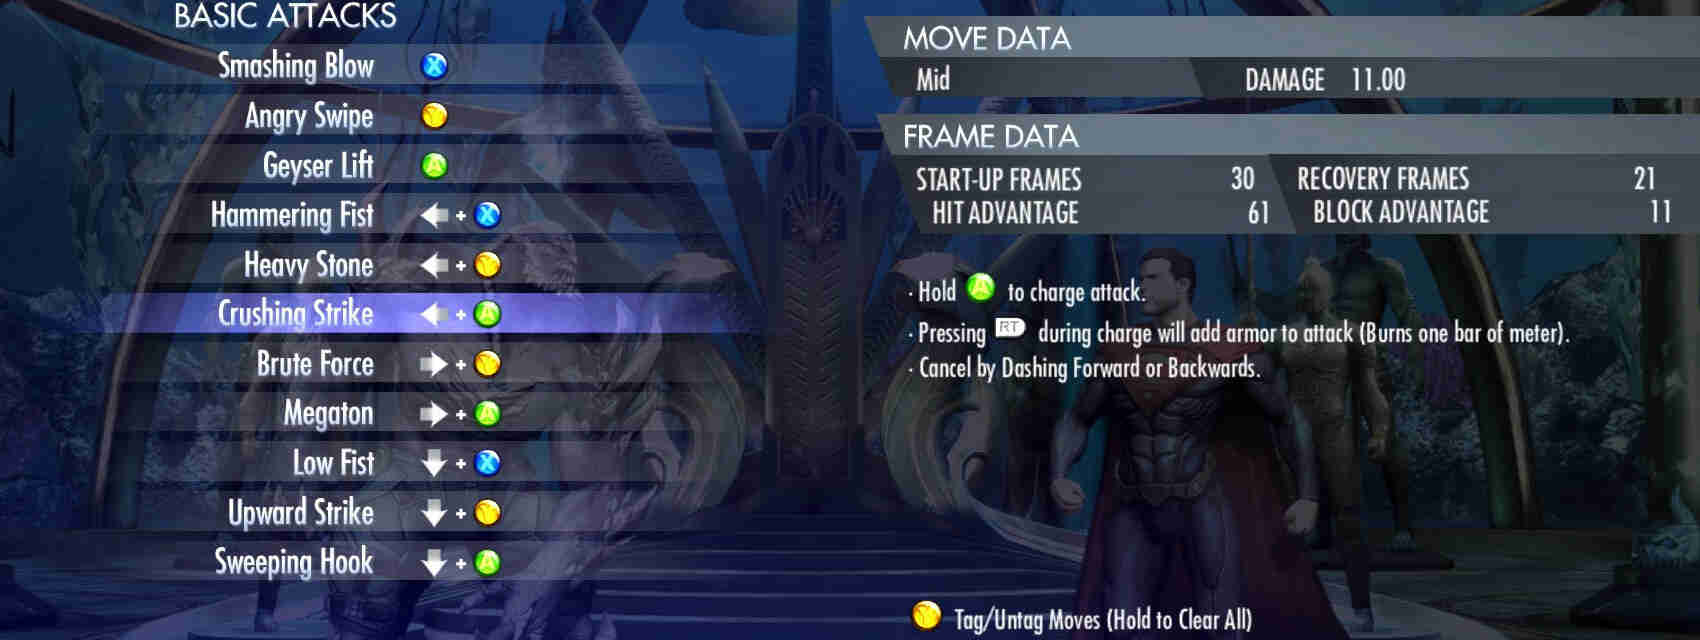 BASIC ATTACKS
Smashing Blow X
Angry Swipe Y
Geyser Lift A
Hammering Fist + X
Heavy Stone + Y
Crushing Strike + A
Brute Force + Y
Megaton + A
Low Fist + X
Upward Strike + Y
Sweeping Hook + A
MOVE DATA
Mid DAMAGE 11.00
FRAME DATA
START-UP FRAMES 30 RECOVERY FRAMES 21
HIT ADVANTAGE 61 BLOCK ADVANTAGE 11
· Hold A to charge attack.
· Pressing RT during charge will add armor to attack (Burns one bar of meter).
· Cancel by Dashing Forward or Backwards.
Y Tag/Untag Moves (Hold to Clear All)